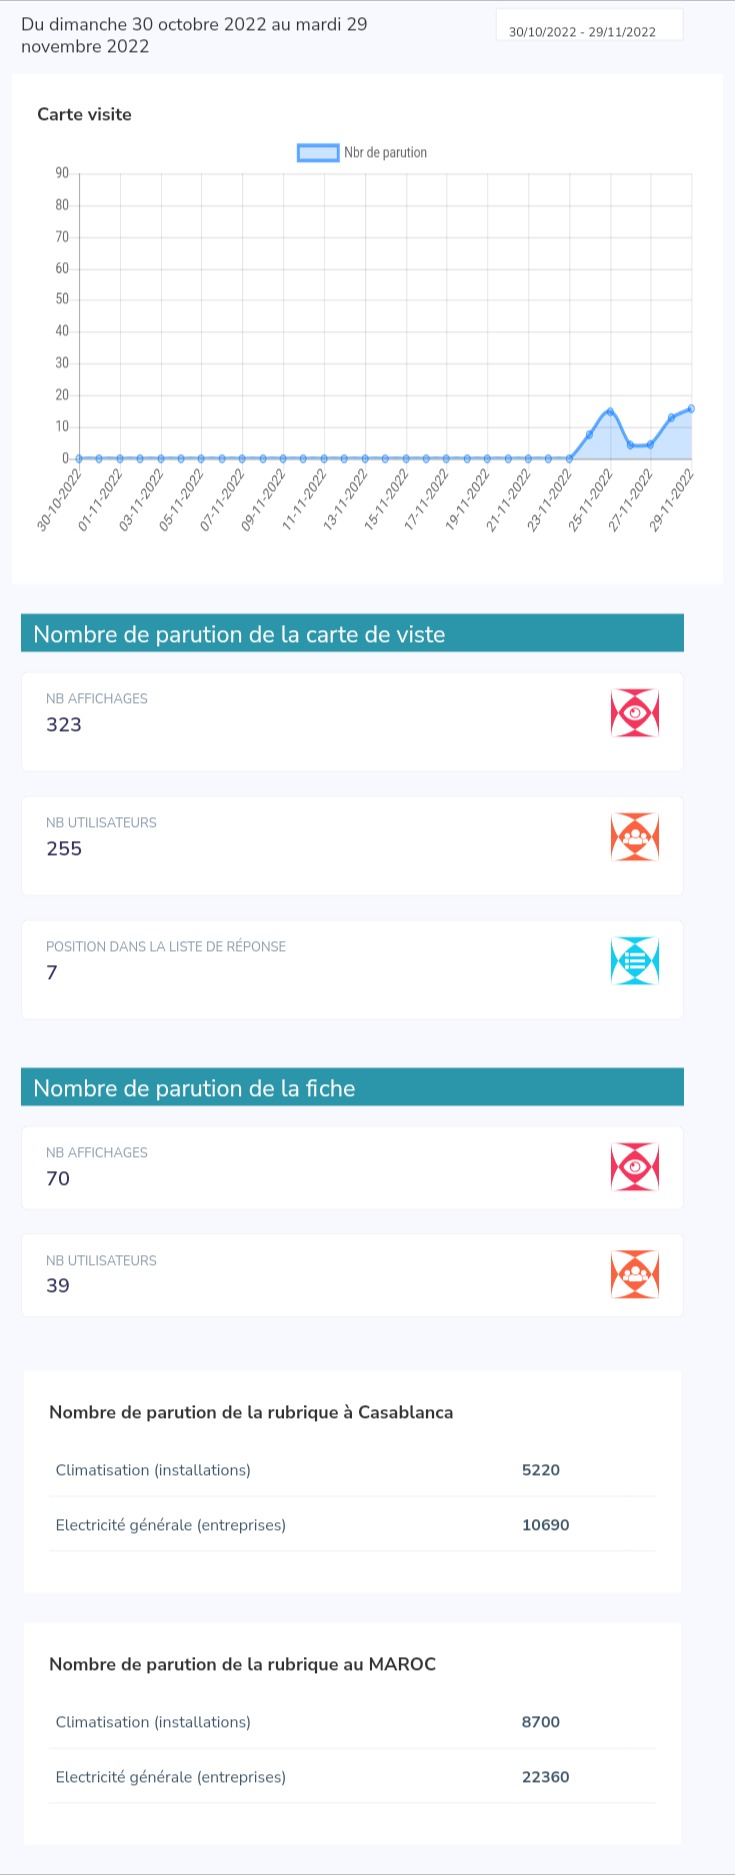 Du dimanche 30 octobre 2022 au mardi 29
novembre 2022
30/10/2022 - 29/11/2022
Carte visite
Nbr de parution
90
80
70
60
50
40
30
20
10
0
30-10-2022
01-11-2022
03-11-2022
05-11-2022
07-11-2022
09-11-2022
11-11-2022
13-11-2022
15-11-2022
17-11-2022
19-11-2022
21-11-2022
23-11-2022
25-11-2022
27-11-2022
29-11-2022
Nombre de parution de la carte de viste
NB AFFICHAGES
323
NB UTILISATEURS
255
POSITION DANS LA LISTE DE RÉPONSE
7
Nombre de parution de la fiche
NB AFFICHAGES
70
NB UTILISATEURS
39
Nombre de parution de la rubrique à Casablanca
Climatisation (installations) 5220
Electricité générale (entreprises) 10690
Nombre de parution de la rubrique au MAROC
Climatisation (installations) 8700
Electricité générale (entreprises) 22360